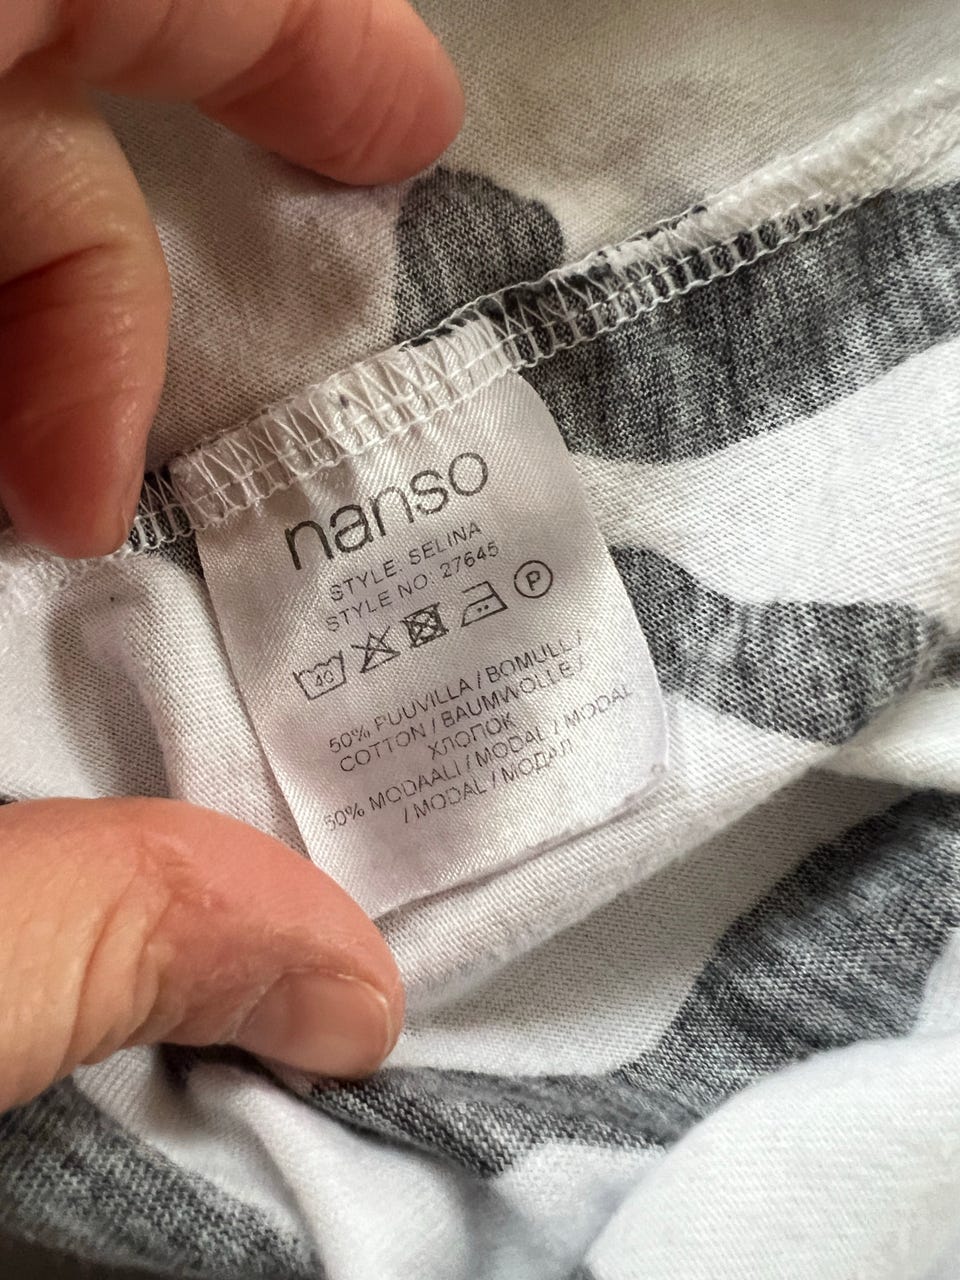 nanso
STYLE: SELINA
STYLE NO: 27645
40 P
50% PUUVILLA / BOMULL /
COTTON / BAUMWOLLE /
ХЛОПОК
50% MODAALI / MODAL / MODAL
/ MODAL / МОДАЛ